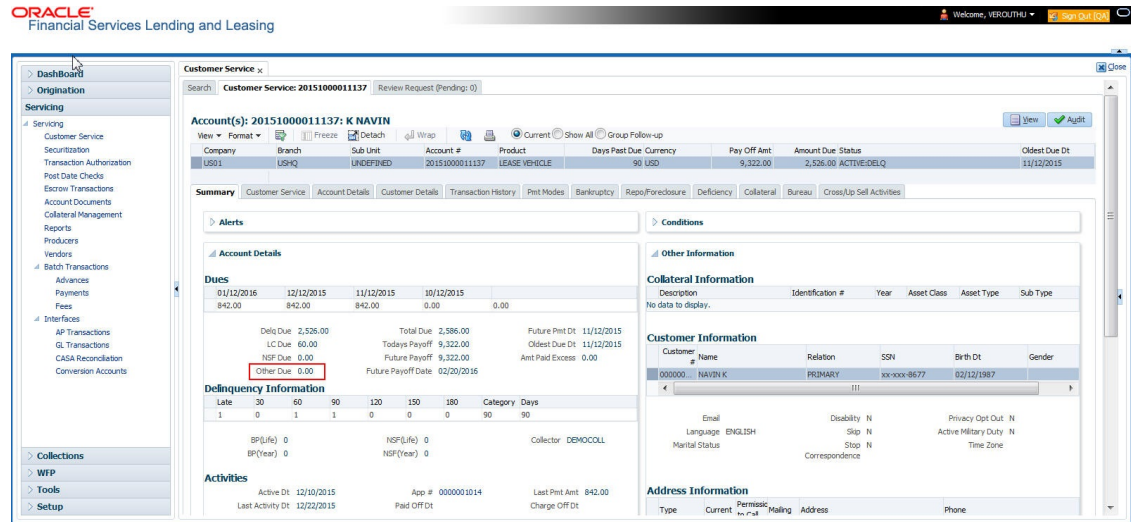 ORACLE
Financial Services Lending and Leasing
Welcome, VEROUTHU
Sign Out [QA]
Close
DashBoard
Origination
Servicing
Servicing
Customer Service
Securitization
Transaction Authorization
Post Date Checks
Escrow Transactions
Account Documents
Collateral Management
Reports
Producers
Vendors
Batch Transactions
Advances
Payments
Fees
Interfaces
AP Transactions
GL Transactions
CASA Reconciliation
Conversion Accounts
Collections
WFP
Tools
Setup
Customer Service x
Search Customer Service: 20151000011137 Review Request (Pending: 0)
Account(s): 20151000011137: K NAVIN
View Audit
View Format Freeze Detach Wrap Current Show All Group Follow-up
Company Branch Sub Unit Account # Product Days Past Due Currency Pay Off Amt Amount Due Status Oldest Due Dt
US01 USHQ UNDEFINED 20151000011137 LEASE VEHICLE 90 USD 9,322.00 2,526.00 ACTIVE:DELQ 11/12/2015
Summary Customer Service Account Details Customer Details Transaction History Pmt Modes Bankruptcy Repo/Foreclosure Deficiency Collateral Bureau Cross/Up Sell Activities
Alerts
Account Details
Dues
01/12/2016 12/12/2015 11/12/2015 10/12/2015
842.00 842.00 842.00 0.00 0.00
Delq Due 2,526.00 Total Due 2,586.00 Future Pmt Dt 11/12/2015
LC Due 60.00 Todays Payoff 9,322.00 Oldest Due Dt 11/12/2015
NSF Due 0.00 Future Payoff 9,322.00 Amt Paid Excess 0.00
Other Due 0.00 Future Payoff Date 02/20/2016
Delinquency Information
Late 30 60 90 120 150 180 Category Days
1 0 1 1 0 0 0 90 90
BP(Life) 0 NSF(Life) 0 Collector DEMOCOLL
BP(Year) 0 NSF(Year) 0
Activities
Active Dt 12/10/2015 App # 0000001014 Last Pmt Amt 842.00
Last Activity Dt 12/22/2015 Paid Off Dt Charge Off Dt
Conditions
Other Information
Collateral Information
Description Identification # Year Asset Class Asset Type Sub Type
No data to display.
Customer Information
Customer # Name Relation SSN Birth Dt Gender
000000... NAVIN K PRIMARY xx-xxx-8677 02/12/1987
Email Disability N Privacy Opt Out N
Language ENGLISH Skip N Active Military Duty N
Marital Status Stop Correspondence N Time Zone
Address Information
Type Current Permissic to Call Mailing Address Phone